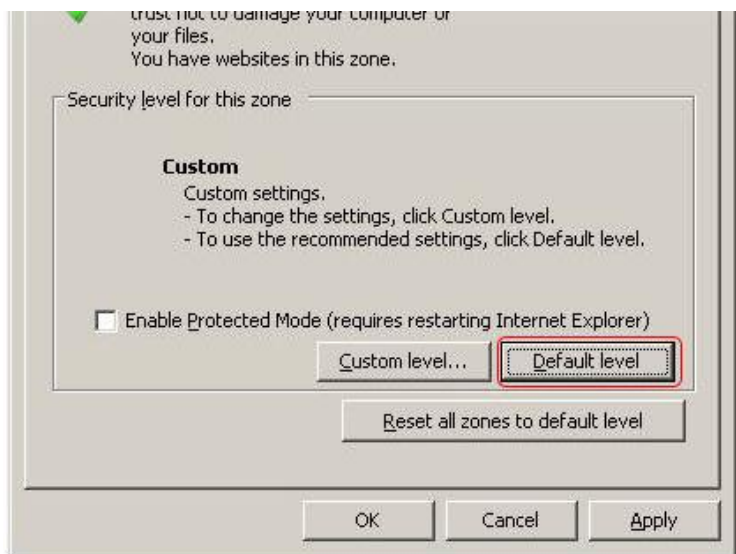 trust not to damage your computer or
your files.
You have websites in this zone.
Security level for this zone
Custom
Custom settings.
- To change the settings, click Custom level.
- To use the recommended settings, click Default level.
Enable Protected Mode (requires restarting Internet Explorer)
Custom level... Default level
Reset all zones to default level
OK Cancel Apply